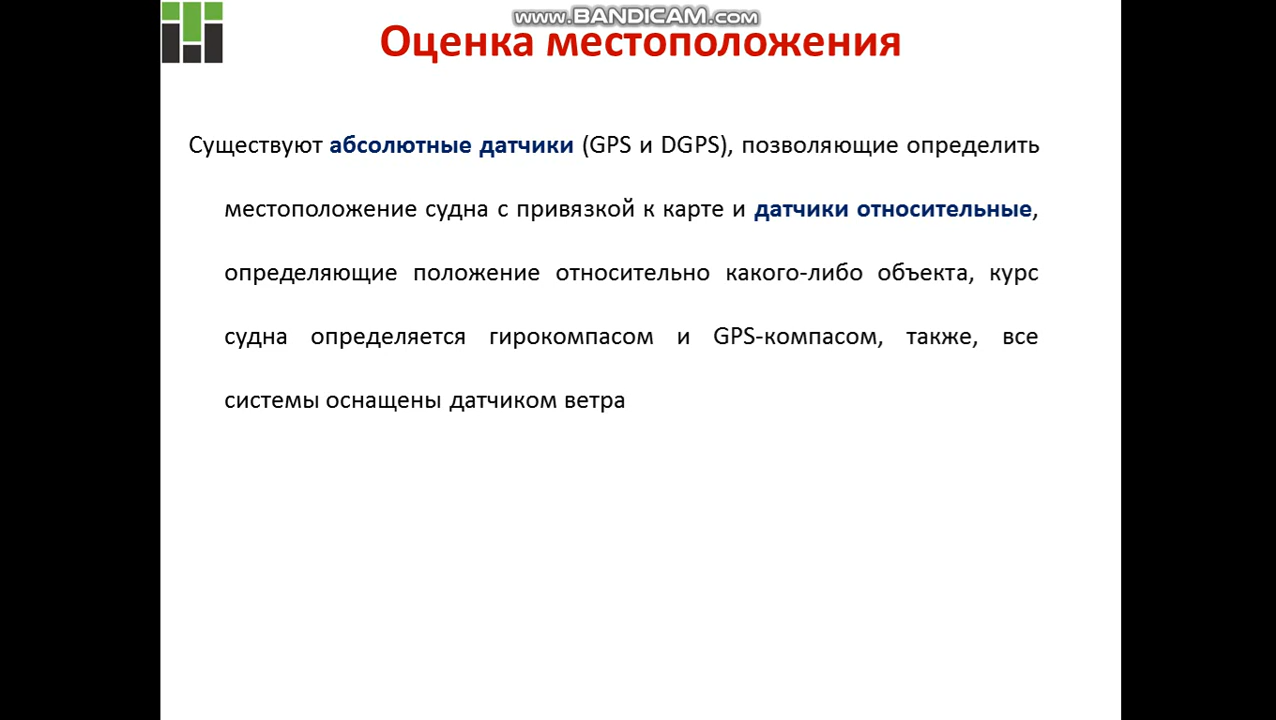 www.BANDICAM.com
Оценка местоположения
Существуют абсолютные датчики (GPS и DGPS), позволяющие определить
местоположение судна с привязкой к карте и датчики относительные,
определяющие положение относительно какого-либо объекта, курс
судна определяется гирокомпасом и GPS-компасом, также, все
системы оснащены датчиком ветра